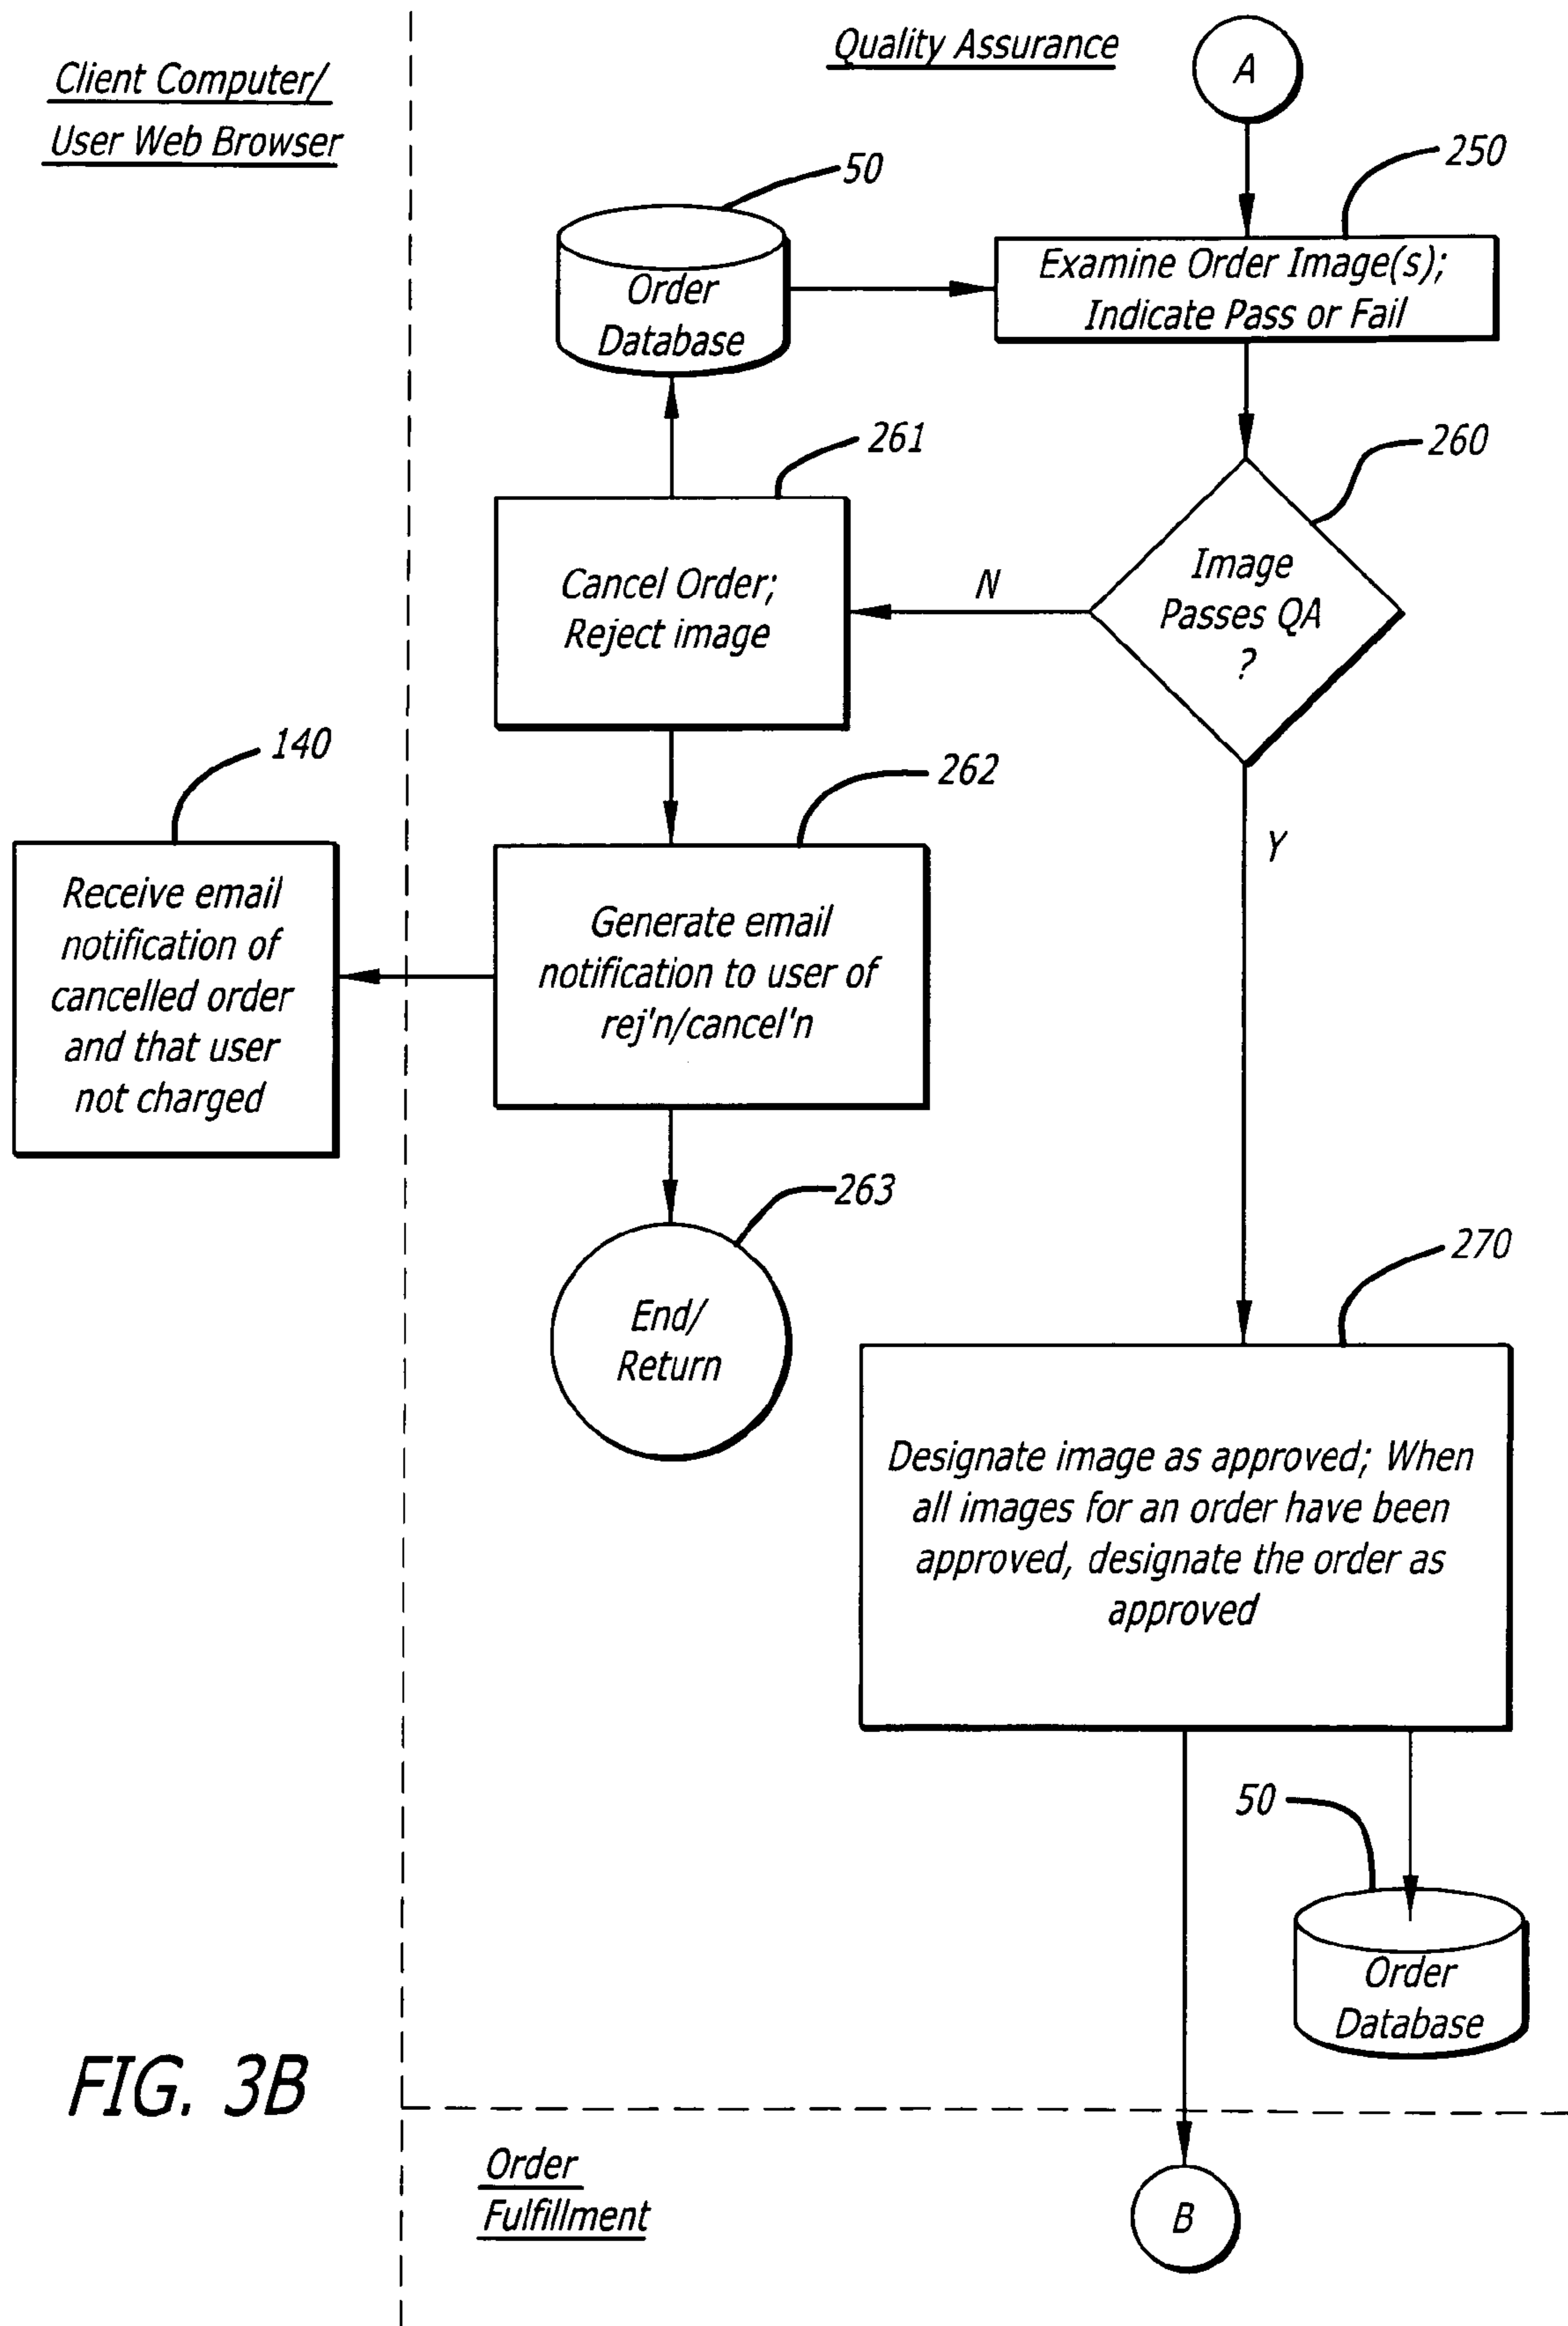 Client Computer/
User Web Browser
Quality Assurance
A
50
250
Order
Database
Examine Order Image(s);
Indicate Pass or Fail
261
260
Cancel Order;
Reject image
N
Image
Passes QA
?
140
262
Y
Receive email
notification of
cancelled order
and that user
not charged
Generate email
notification to user of
rej'n/cancel'n
263
End/
Return
270
Designate image as approved; When
all images for an order have been
approved, designate the order as
approved
50
Order
Database
FIG. 3B
Order
Fulfillment
B